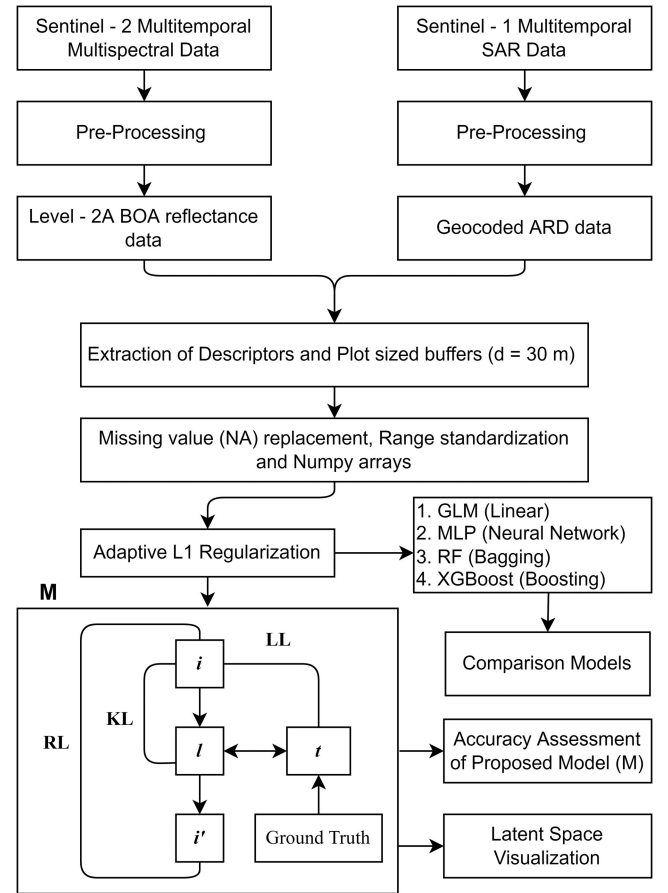 Sentinel - 2 Multitemporal
Multispectral Data
Sentinel - 1 Multitemporal
SAR Data
Pre-Processing
Pre-Processing
Level - 2A BOA reflectance
data
Geocoded ARD data
Extraction of Descriptors and Plot sized buffers (d = 30 m)
Missing value (NA) replacement, Range standardization
and Numpy arrays
Adaptive L1 Regularization
1. GLM (Linear)
2. MLP (Neural Network)
3. RF (Bagging)
4. XGBoost (Boosting)
Comparison Models
M
LL
i
KL
RL
l
t
i'
Ground Truth
Accuracy Assessment
of Proposed Model (M)
Latent Space
Visualization